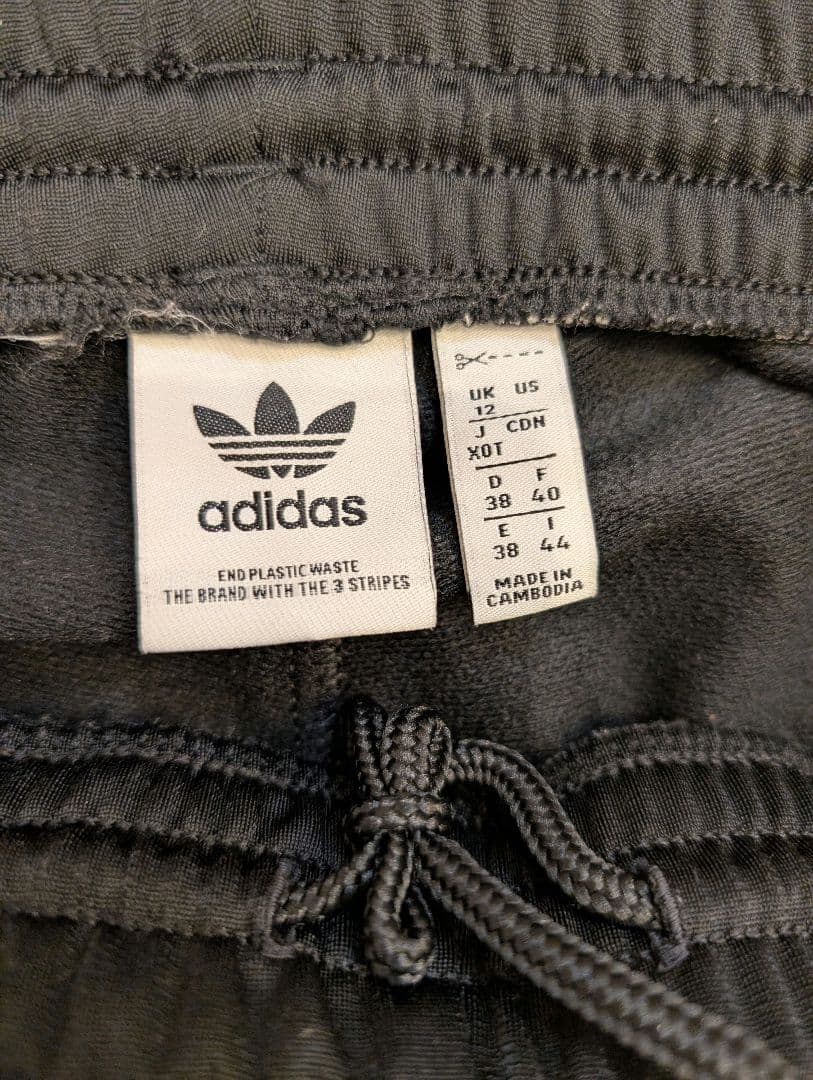 adidas
END PLASTIC WASTE
THE BRAND WITH THE 3 STRIPES
UK US
12
J CDN
XOT
D F
38 40
E I
38 44
MADE IN
CAMBODIA